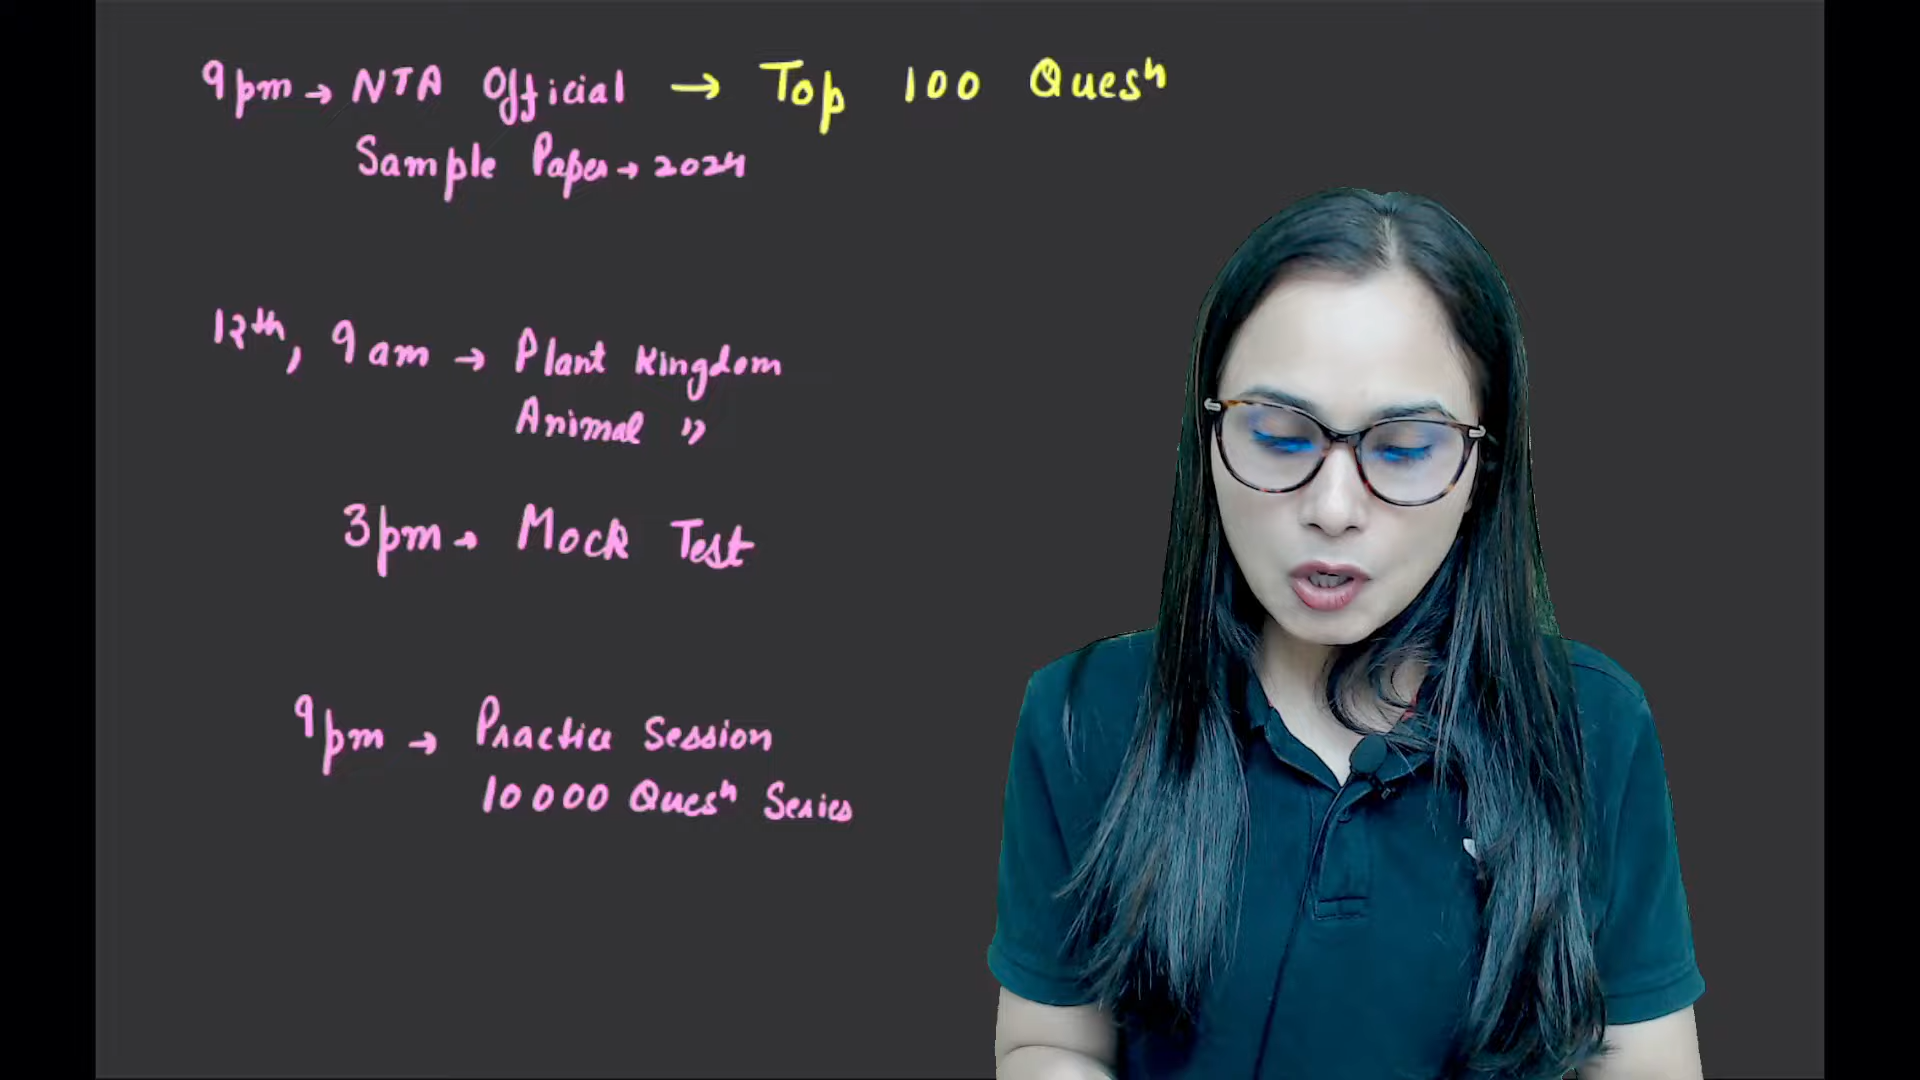 9pm → NTA Official → Top 100 Quesⁿ
Sample Paper → 2024
12th, 9am → Plant Kingdom
Animal "
3pm → Mock Test
9pm → Practice Session
10000 Quesⁿ Series